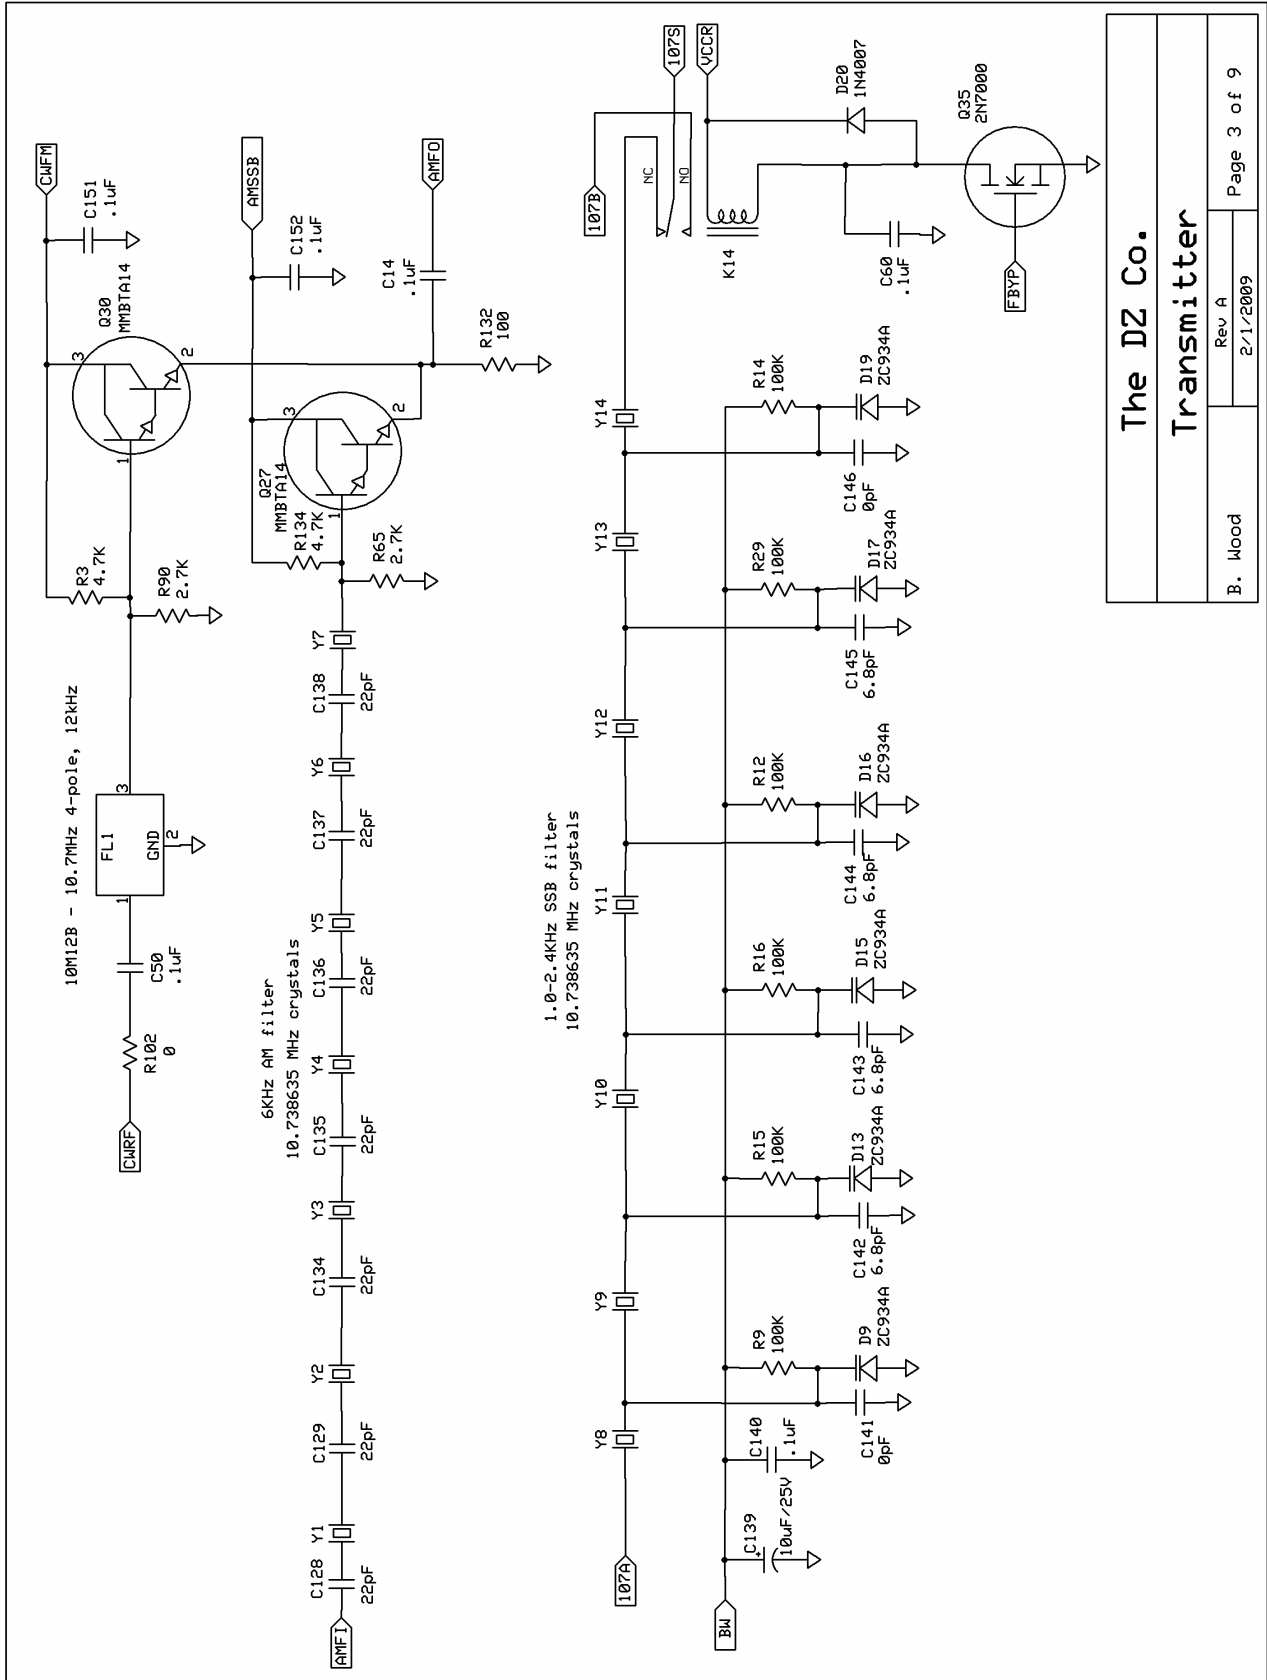 10M12B - 10.7MHz 4-pole, 12kHz
CWRF
R102
0
C50
.1uF
1
FL1
GND
2
3
R3
4.7K
R90
2.7K
1
Q30
MMBTA14
3
2
C151
.1uF
CWFM
6KHz AM filter
10.738635 MHz crystals
AMFI
C128
22pF
Y1
C129
22pF
Y2
C134
22pF
Y3
C135
22pF
Y4
C136
22pF
Y5
C137
22pF
Y6
C138
22pF
Y7
R134
4.7K
R65
2.7K
1
Q27
MMBTA14
3
2
C152
.1uF
AMSSB
C14
.1uF
AMFO
R132
100
1.0-2.4KHz SSB filter
10.738635 MHz crystals
107A
Y8
Y9
Y10
Y11
Y12
Y13
Y14
BW
C139
+
10uF/25V
C140
.1uF
C141
0pF
R9
100K
D9
ZC934A
C142
6.8pF
R15
100K
D13
ZC934A
C143
6.8pF
R16
100K
D15
ZC934A
C144
6.8pF
R12
100K
D16
ZC934A
C145
6.8pF
R29
100K
D17
ZC934A
C146
0pF
R14
100K
D19
ZC934A
107B
NC
NO
107S
VCCR
K14
C60
.1uF
D20
1N4007
Q35
2N7000
FBYP
The DZ Co.
Transmitter
B. Wood
Rev A
2/1/2009
Page 3 of 9